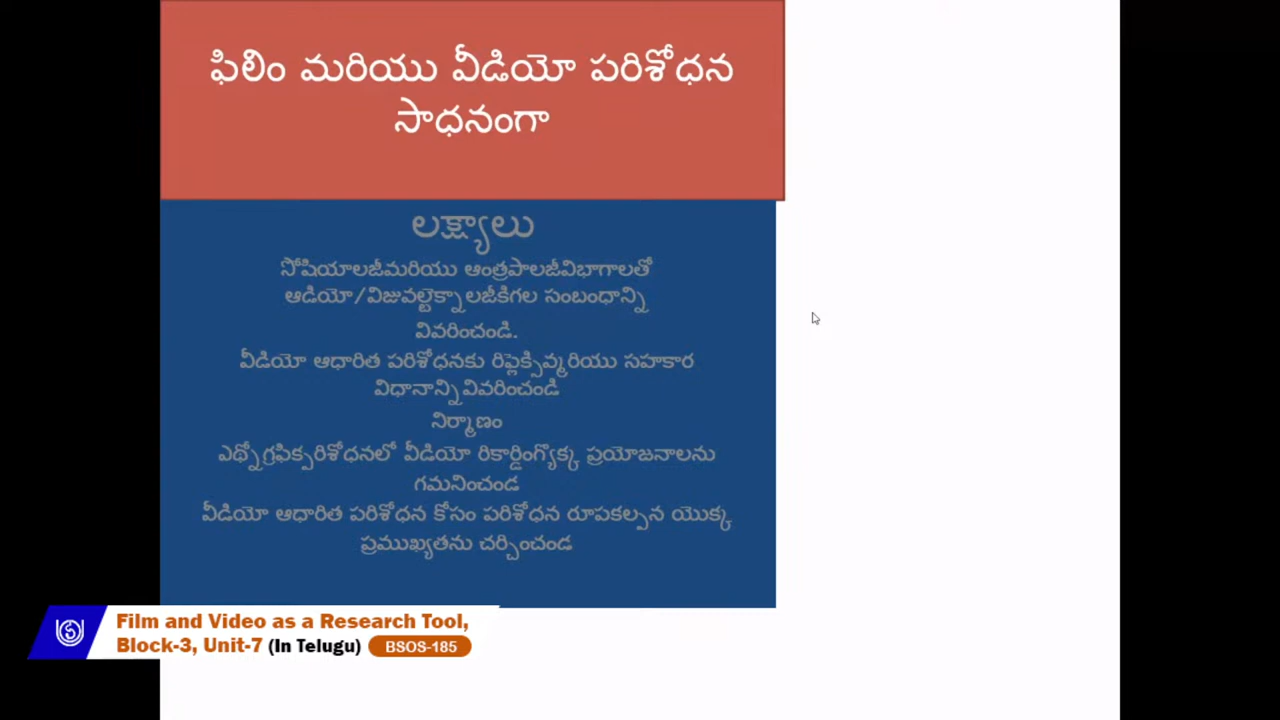 ఫిలిం మరియు వీడియో పరిశోధన
సాధనంగా
లక్ష్యాలు
సోషియాలజీమరియు ఆంత్రపాలజీవిభాగాలతో
ఆడియో/విజువల్టెక్నాలజీకిగల సంబంధాన్ని
వివరించండి.
వీడియో ఆధారిత పరిశోధనకు రిఫ్లెక్సివ్మరియు సహకార
విధానాన్నివివరించండి
నిర్మాణం
ఎథ్నోగ్రఫిక్పరిశోధనలో వీడియో రికార్డింగ్యొక్క ప్రయోజనాలను
గమనించండ
వీడియో ఆధారిత పరిశోధన కోసం పరిశోధన రూపకల్పన యొక్క
ప్రముఖ్యతను చర్చించండ
Film and Video as a Research Tool,
Block-3, Unit-7 (In Telugu) BSOS-185